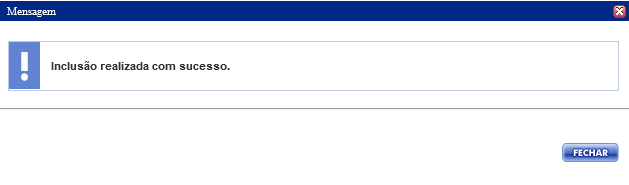 Mensagem
Inclusão realizada com sucesso.
FECHAR